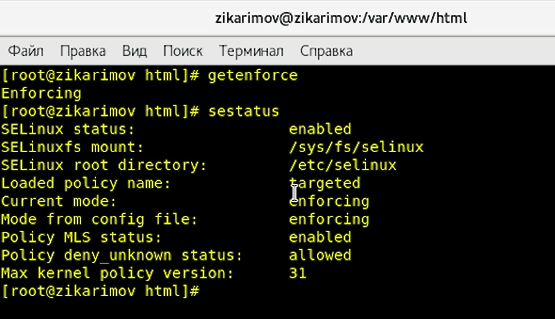 zikarimov@zikarimov:/var/www/html
Файл Правка Вид Поиск Терминал Справка
[root@zikarimov html]# getenforce
Enforcing
[root@zikarimov html]# sestatus
SELinux status: enabled
SELinuxfs mount: /sys/fs/selinux
SELinux root directory: /etc/selinux
Loaded policy name: targeted
Current mode: enforcing
Mode from config file: enforcing
Policy MLS status: enabled
Policy deny_unknown status: allowed
Max kernel policy version: 31
[root@zikarimov html]#